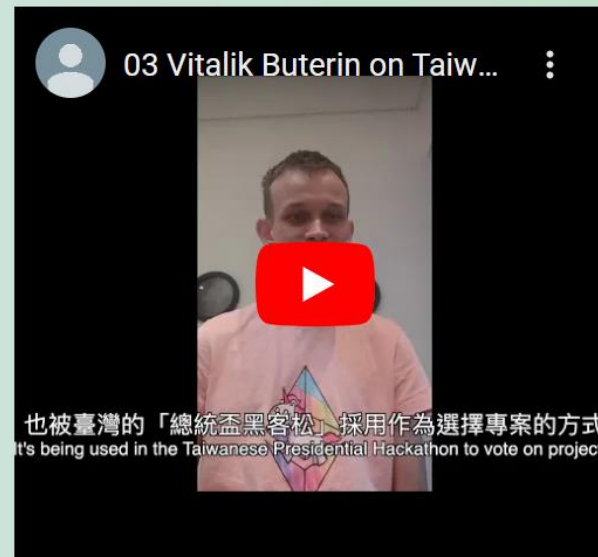 03 Vitalik Buterin on Taiw...
也被臺灣的「總統盃黑客松」採用作為選擇專案的方式
It's being used in the Taiwanese Presidential Hackathon to vote on project